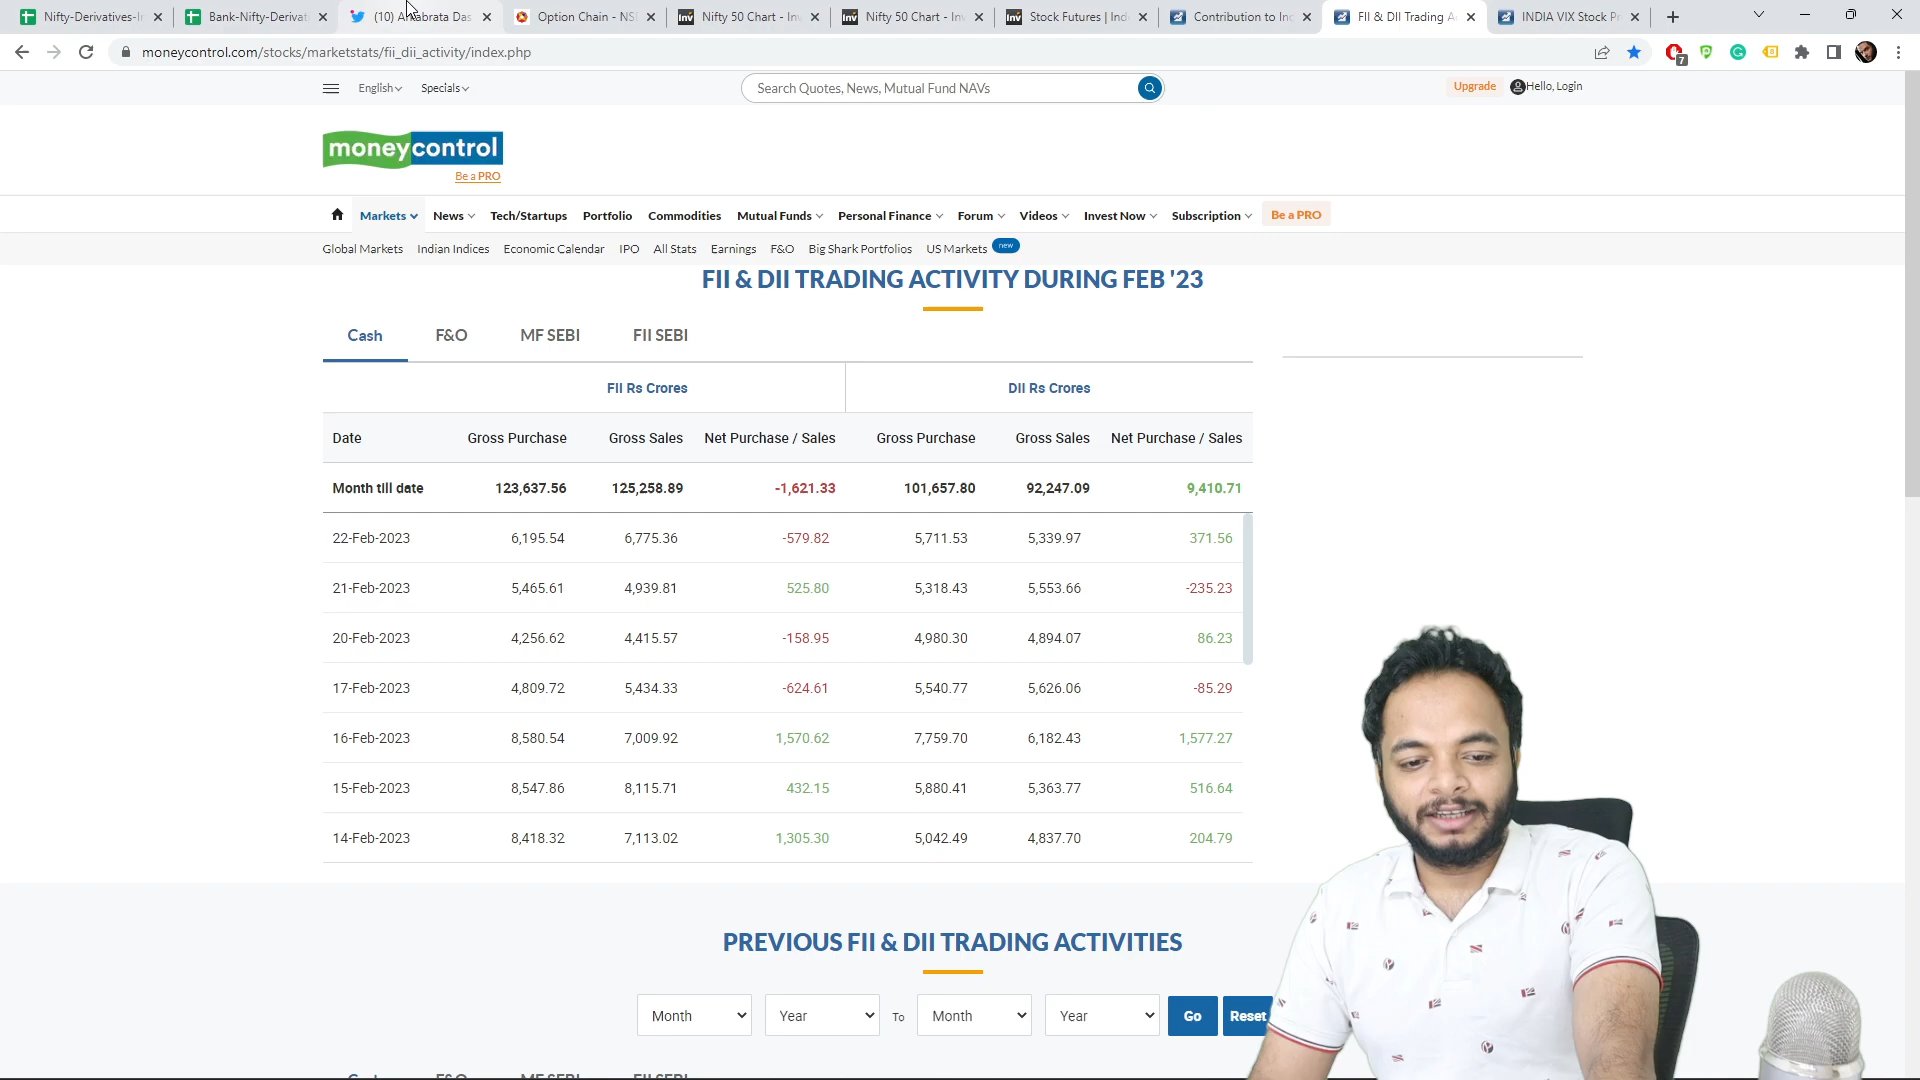 Nifty-Derivatives-I
Bank-Nifty-Derivat
(10) A
abrata Das
Option Chain - NS
Nifty 50 Chart - In
Nifty 50 Chart - In
Stock Futures | Ind
Contribution to Ind
FII & DII Trading A
INDIA VIX Stock Pr
moneycontrol.com/stocks/marketstats/fii_dii_activity/index.php
7
English
Specials
Search Quotes, News, Mutual Fund NAVs
Upgrade
Hello, Login
moneycontrol
Be a PRO
Markets
News
Tech/Startups
Portfolio
Commodities
Mutual Funds
Personal Finance
Forum
Videos
Invest Now
Subscription
Be a PRO
Global Markets
Indian Indices
Economic Calendar
IPO
All Stats
Earnings
F&O
Big Shark Portfolios
US Markets
new
FII & DII TRADING ACTIVITY DURING FEB '23
Cash
F&O
MF SEBI
FII SEBI
FII Rs Crores
DII Rs Crores
Date Gross Purchase Gross Sales Net Purchase / Sales Gross Purchase Gross Sales Net Purchase / Sales
Month till date 123,637.56 125,258.89 -1,621.33 101,657.80 92,247.09 9,410.71
22-Feb-2023 6,195.54 6,775.36 -579.82 5,711.53 5,339.97 371.56
21-Feb-2023 5,465.61 4,939.81 525.80 5,318.43 5,553.66 -235.23
20-Feb-2023 4,256.62 4,415.57 -158.95 4,980.30 4,894.07 86.23
17-Feb-2023 4,809.72 5,434.33 -624.61 5,540.77 5,626.06 -85.29
16-Feb-2023 8,580.54 7,009.92 1,570.62 7,759.70 6,182.43 1,577.27
15-Feb-2023 8,547.86 8,115.71 432.15 5,880.41 5,363.77 516.64
14-Feb-2023 8,418.32 7,113.02 1,305.30 5,042.49 4,837.70 204.79
PREVIOUS FII & DII TRADING ACTIVITIES
Month
Year
To
Month
Year
Go
Reset
Cash
F&O
MF SEBI
FII SEBI